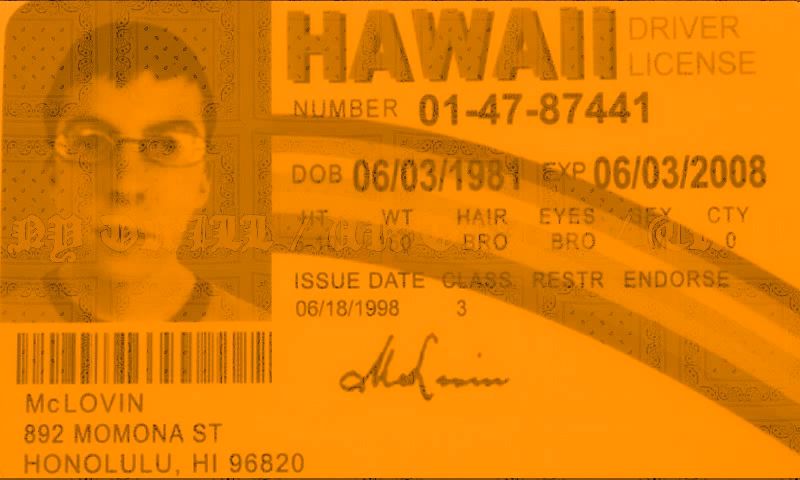 HAWAII DRIVER
LICENSE
NUMBER 01-47-87441
DOB 06/03/1981 EXP 06/03/2008
HT WT HAIR EYES SEX CTY
BRO BRO 0
ISSUE DATE CLASS RESTR ENDORSE
06/18/1998 3
McLovin
McLOVIN
892 MOMONA ST
HONOLULU, HI 96820